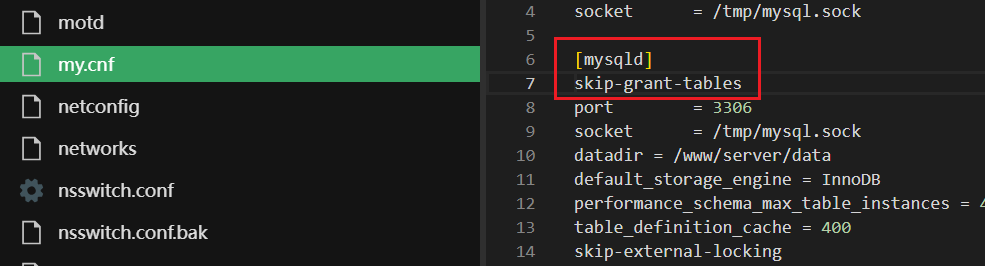 motd
my.cnf
netconfig
networks
nsswitch.conf
nsswitch.conf.bak
4 socket = /tmp/mysql.sock
5
6 [mysqld]
7 skip-grant-tables
8 port = 3306
9 socket = /tmp/mysql.sock
10 datadir = /www/server/data
11 default_storage_engine = InnoDB
12 performance_schema_max_table_instances =
13 table_definition_cache = 400
14 skip-external-locking